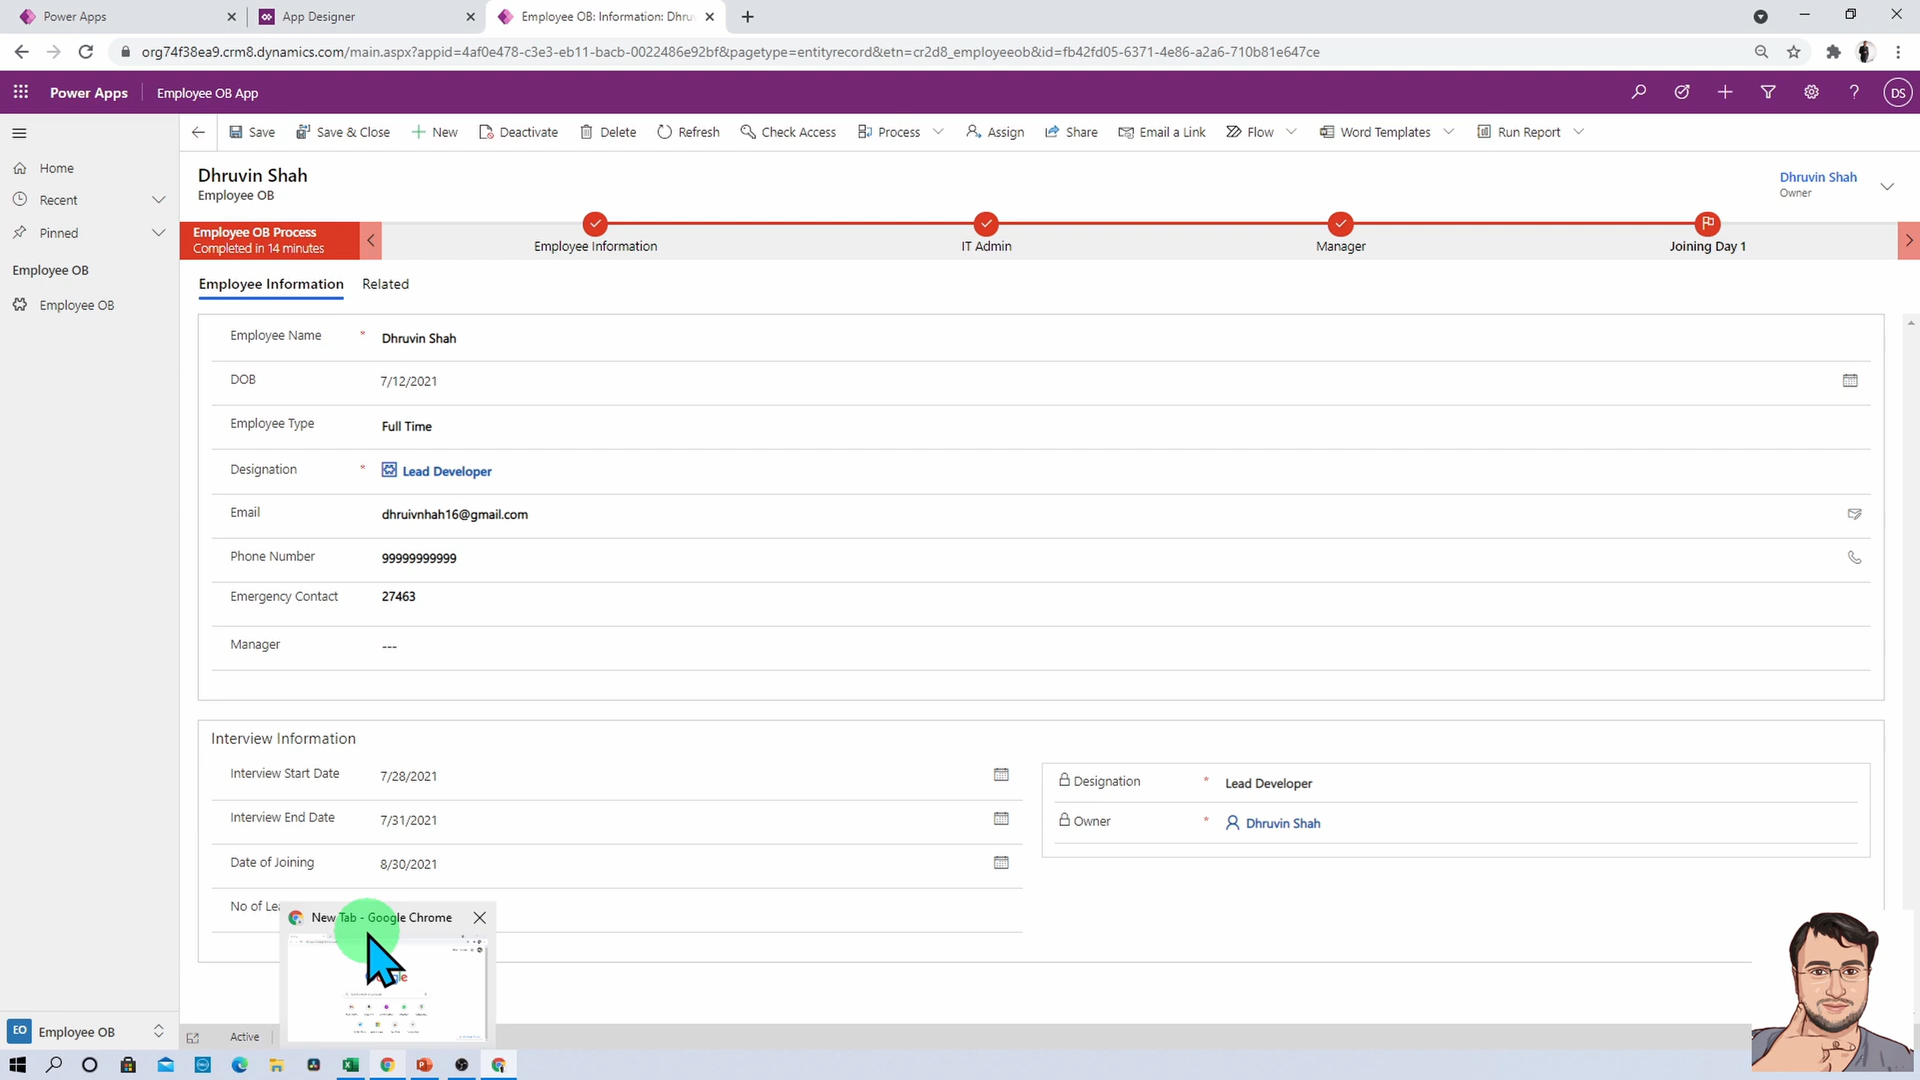 Power Apps
App Designer
Employee OB: Information: Dhru
org74f38ea9.crm8.dynamics.com/main.aspx?appid=4af0e478-c3e3-eb11-bacb-0022486e92bf&pagetype=entityrecord&etn=cr2d8_employeeob&id=fb42fd05-6371-4e86-a2a6-710b81e647ce
Power Apps
Employee OB App
DS
Save
Save & Close
New
Deactivate
Delete
Refresh
Check Access
Process
Assign
Share
Email a Link
Flow
Word Templates
Run Report
Home
Recent
Pinned
Employee OB
Employee OB
Dhruvin Shah
Employee OB
Dhruvin Shah
Owner
Employee OB Process
Completed in 14 minutes
Employee Information
IT Admin
Manager
Joining Day 1
Employee Information
Related
Employee Name * Dhruvin Shah
DOB 7/12/2021
Employee Type Full Time
Designation * Lead Developer
Email dhruivnhah16@gmail.com
Phone Number 99999999999
Emergency Contact 27463
Manager ---
Interview Information
Interview Start Date 7/28/2021
Interview End Date 7/31/2021
Date of Joining 8/30/2021
No of Le
Designation * Lead Developer
Owner * Dhruvin Shah
New Tab - Google Chrome
EO Employee OB
Active